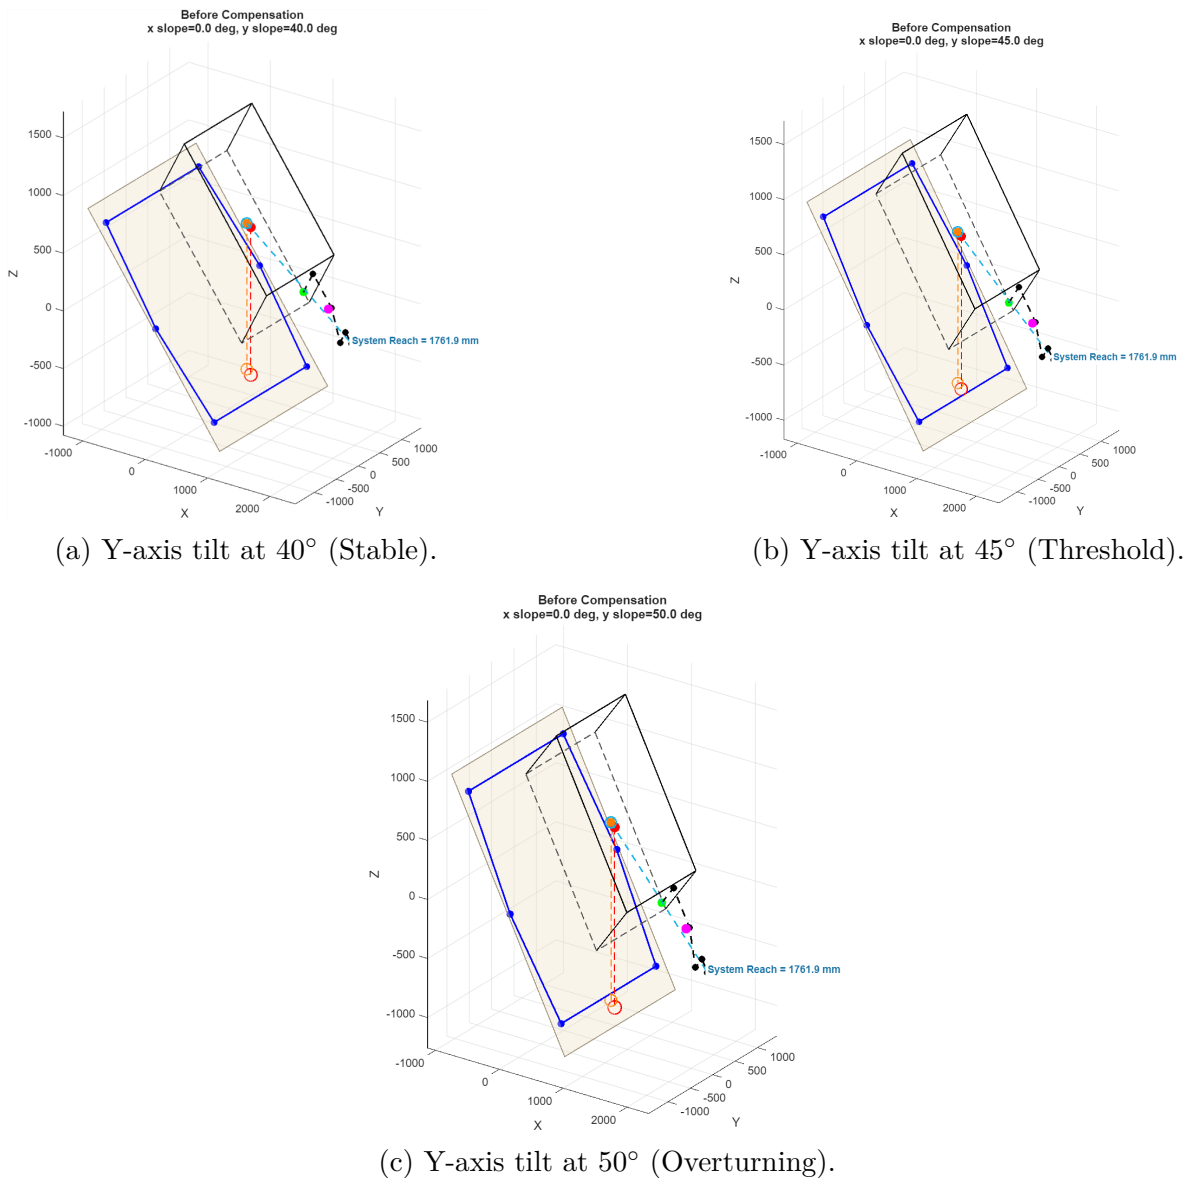 Before Compensation
x slope=0.0 deg, y slope=40.0 deg
1500
1000
500
0
-500
-1000
Z
System Reach = 1761.9 mm
-1000
0
1000
2000
X
-1000
-500
0
500
1000
Y
(a) Y-axis tilt at 40° (Stable).
Before Compensation
x slope=0.0 deg, y slope=45.0 deg
1500
1000
500
0
-500
-1000
Z
System Reach = 1761.9 mm
-1000
0
1000
2000
X
-1000
-500
0
500
1000
Y
(b) Y-axis tilt at 45° (Threshold).
Before Compensation
x slope=0.0 deg, y slope=50.0 deg
1500
1000
500
0
-500
-1000
Z
System Reach = 1761.9 mm
-1000
0
1000
2000
X
-1000
-500
0
500
1000
Y
(c) Y-axis tilt at 50° (Overturning).